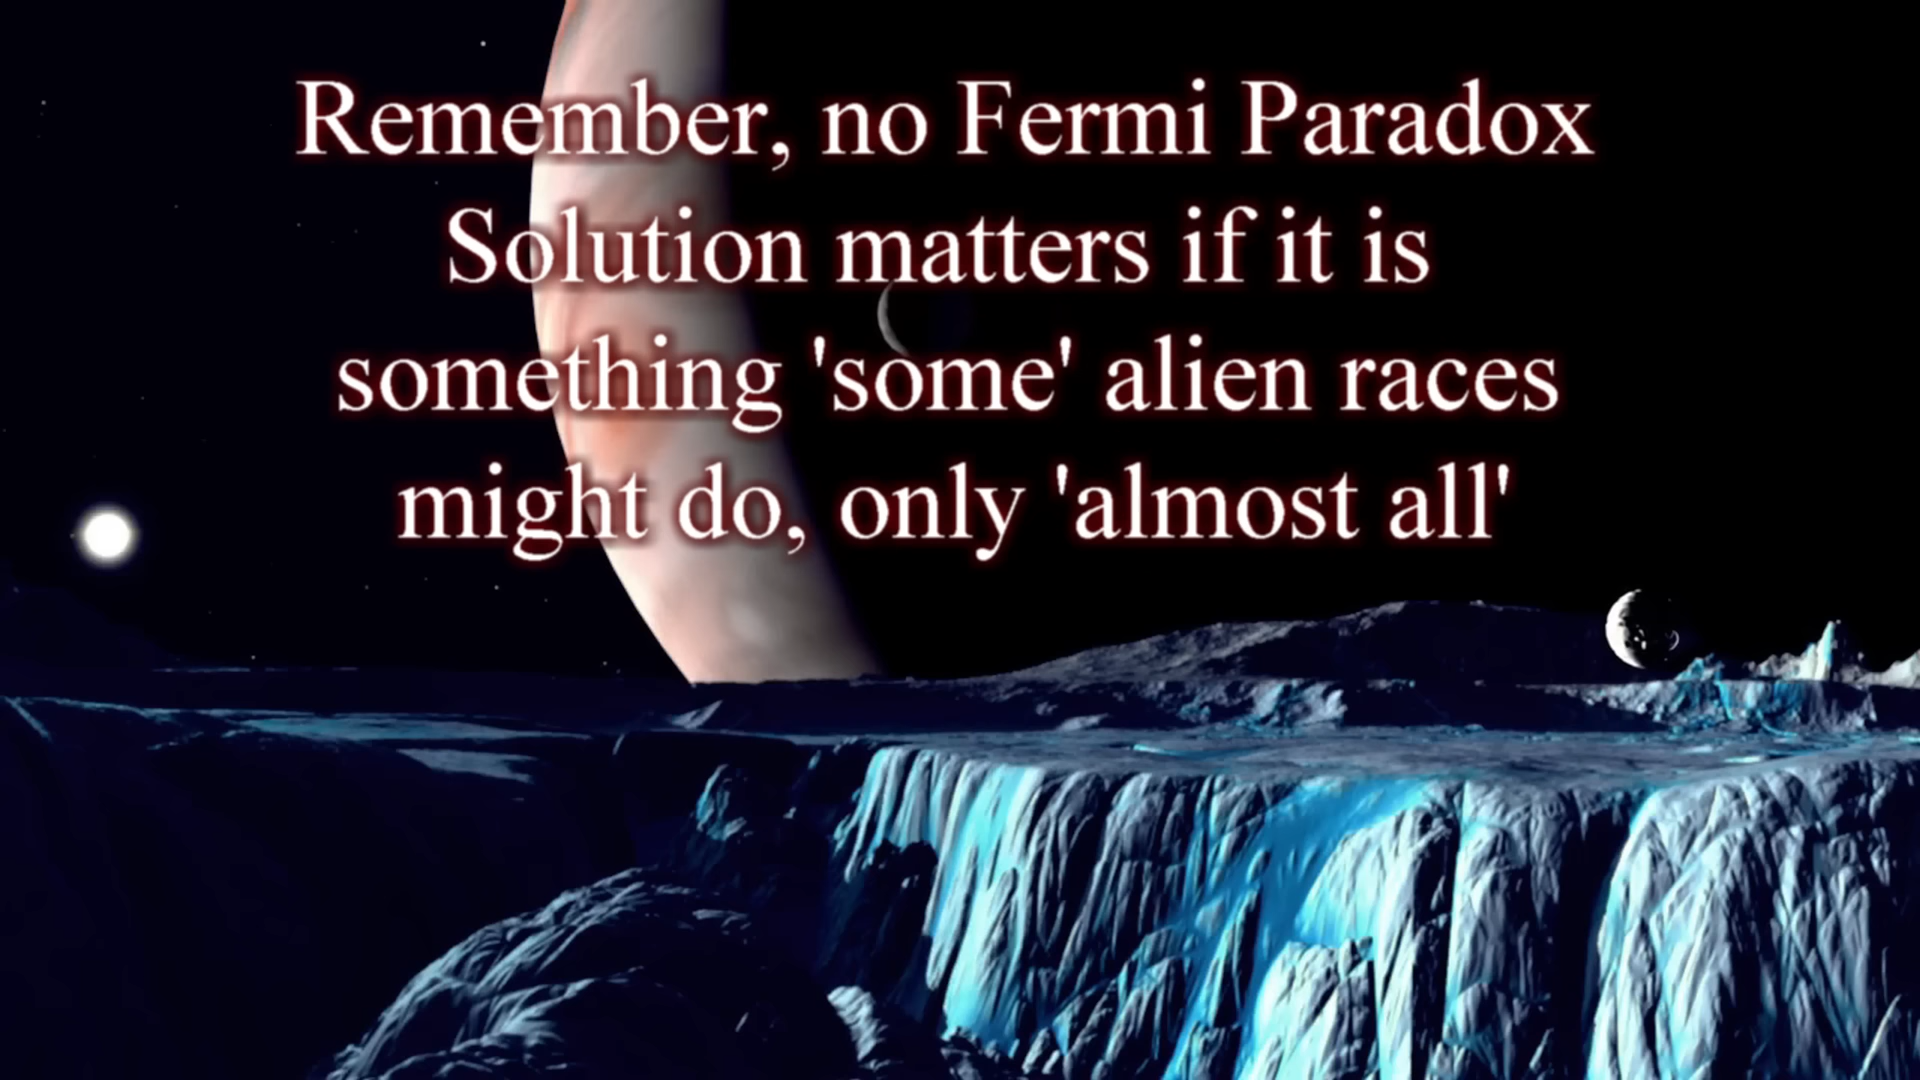 Remember, no Fermi Paradox
Solution matters if it is
something 'some' alien races
might do, only 'almost all'